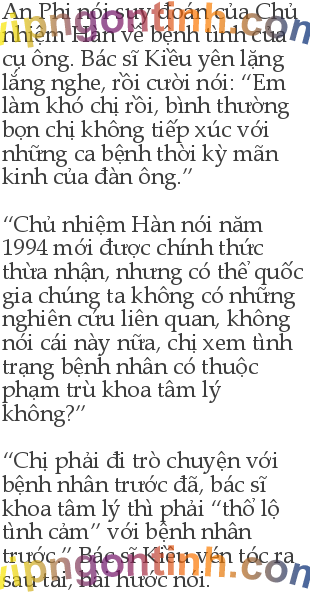 An Phi nói suy đoán của Chủ
nhiệm Hàn về bệnh tình của
cụ ông. Bác sĩ Kiều yên lặng
lắng nghe, rồi cười nói: “Em
làm khó chị rồi, bình thường
bọn chị không tiếp xúc với
những ca bệnh thời kỳ mãn
kinh của đàn ông.”
“Chủ nhiệm Hàn nói năm
1994 mới được chính thức
thừa nhận, nhưng có thể quốc
gia chúng ta không có những
nghiên cứu liên quan, không
nói cái này nữa, chị xem tình
trạng bệnh nhân có thuộc
phạm trù khoa tâm lý
không?”
“Chị phải đi trò chuyện với
bệnh nhân trước đã, bác sĩ
khoa tâm lý thì phải “thổ lộ
tình cảm” với bệnh nhân
trước.” Bác sĩ Kiều vén tóc ra
sau tai, hài hước nói.